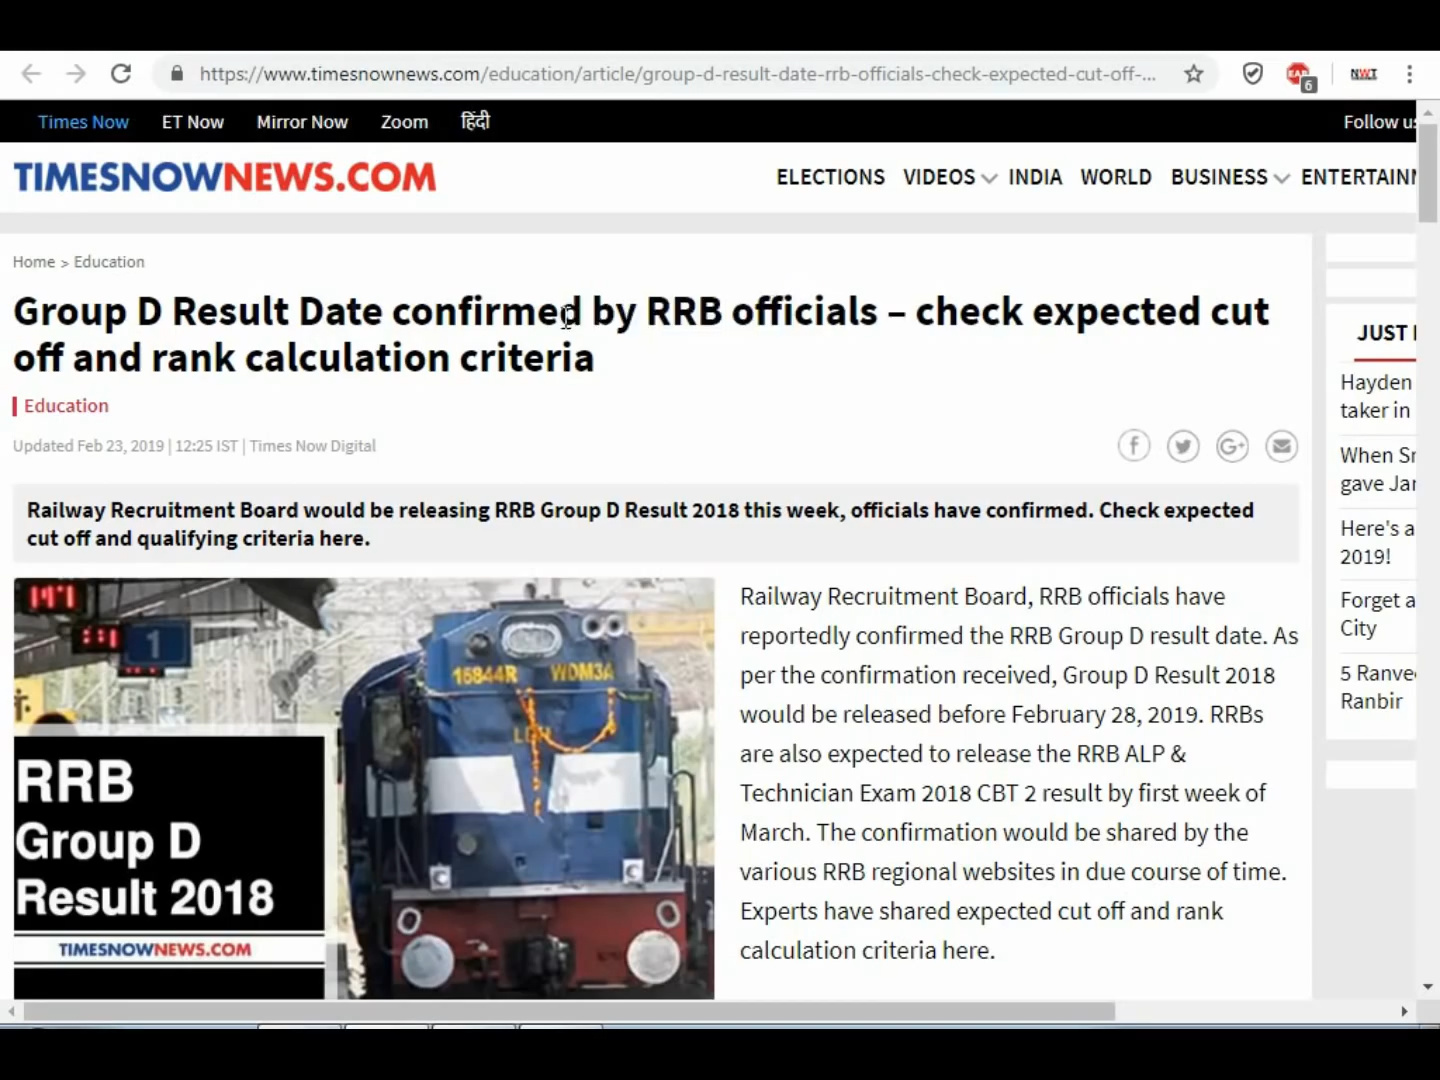 https://www.timesnownews.com/education/article/group-d-result-date-rrb-officials-check-expected-cut-off-...
6
NWT
Times Now ET Now Mirror Now Zoom हिंदी Follow us
TIMESNOWNEWS.COM
ELECTIONS VIDEOS INDIA WORLD BUSINESS ENTERTAINM
Home > Education
Group D Result Date confirmed by RRB officials – check expected cut
off and rank calculation criteria
Education
Updated Feb 23, 2019 | 12:25 IST | Times Now Digital
Railway Recruitment Board would be releasing RRB Group D Result 2018 this week, officials have confirmed. Check expected
cut off and qualifying criteria here.
1
16844R WDM3A
RRB
Group D
Result 2018
TIMESNOWNEWS.COM
Railway Recruitment Board, RRB officials have
reportedly confirmed the RRB Group D result date. As
per the confirmation received, Group D Result 2018
would be released before February 28, 2019. RRBs
are also expected to release the RRB ALP &
Technician Exam 2018 CBT 2 result by first week of
March. The confirmation would be shared by the
various RRB regional websites in due course of time.
Experts have shared expected cut off and rank
calculation criteria here.
JUST
Hayden
taker in
When Sr
gave Jar
Here's a
2019!
Forget a
City
5 Ranvee
Ranbir